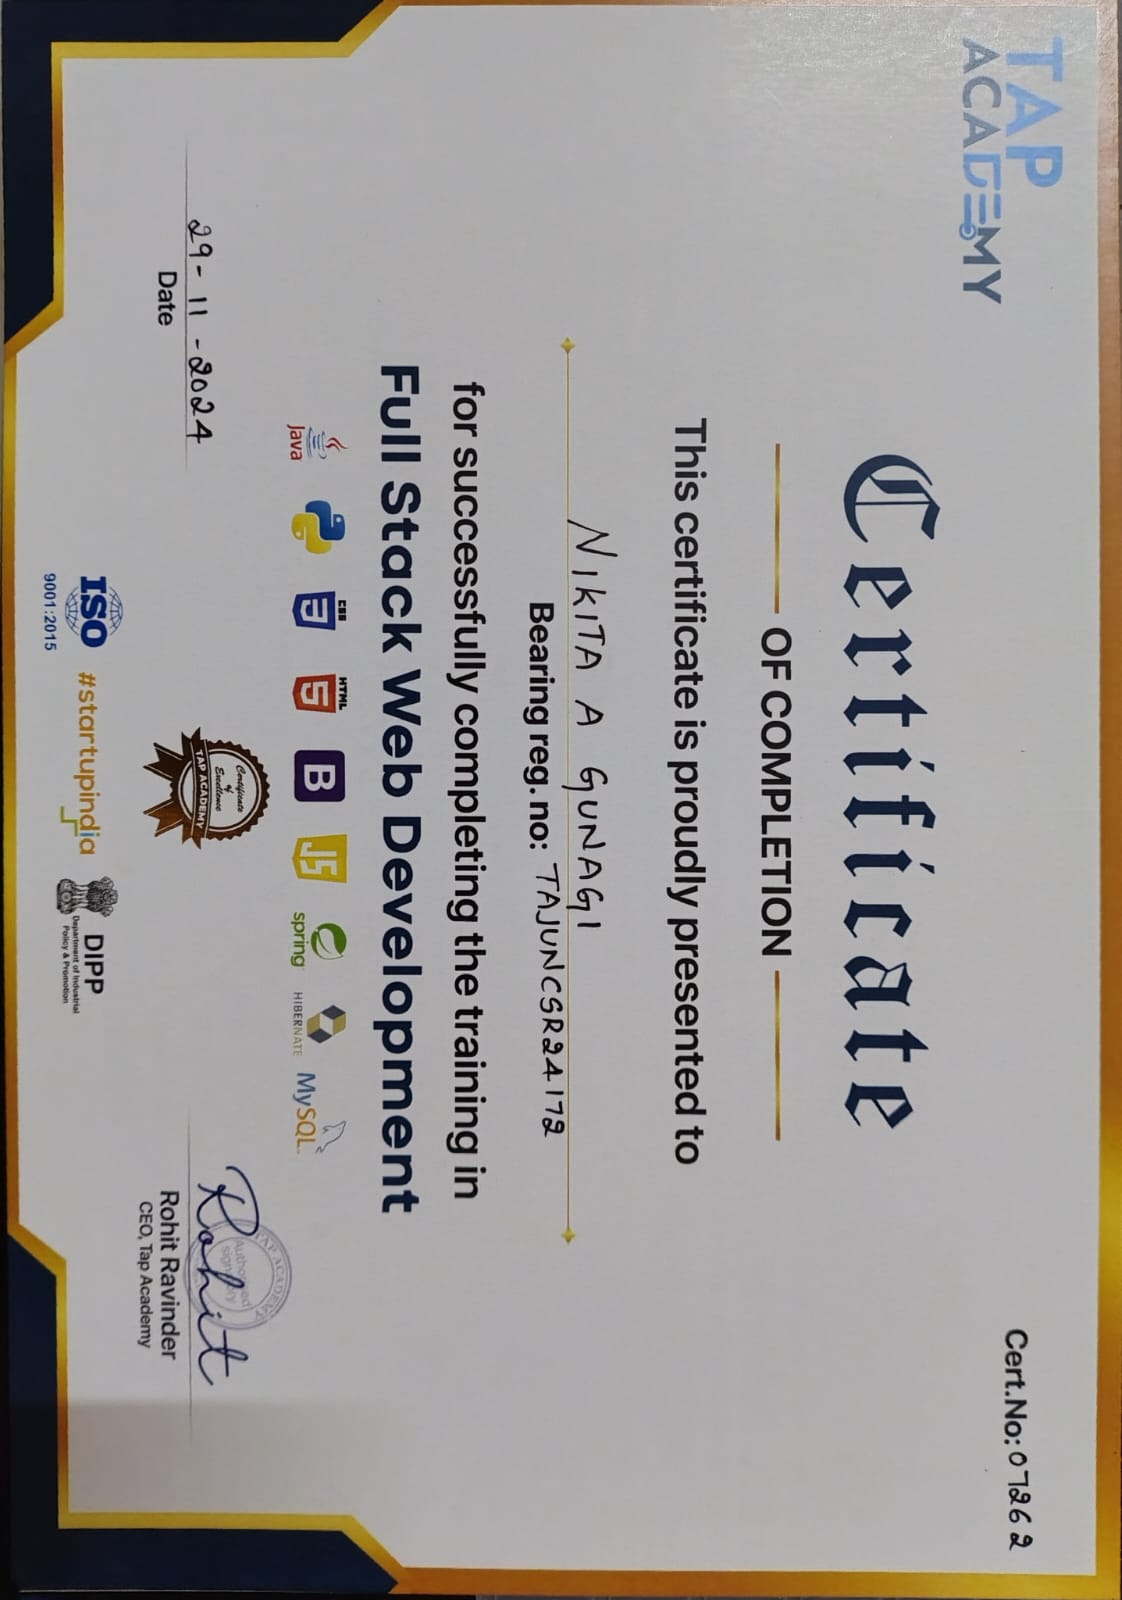 TAP
ACADEMY
Cert.No: 07262
Certificate
OF COMPLETION
This certificate is proudly presented to
NIKITA A GUNAGI
Bearing reg. no: TAJUNCSR24172
for successfully completing the training in
Full Stack Web Development
Java
CSS
3
HTML
5
B
JS
spring
HIBERNATE
MySQL
Certificate
of
Excellence
TAP ACADEMY
29-11-2024
Date
TAP ACADEMY
Authorised
signatory
Rohit
Rohit Ravinder
CEO, Tap Academy
ISO
9001:2015
#startupindia
DIPP
Department of Industrial
Policy & Promotion